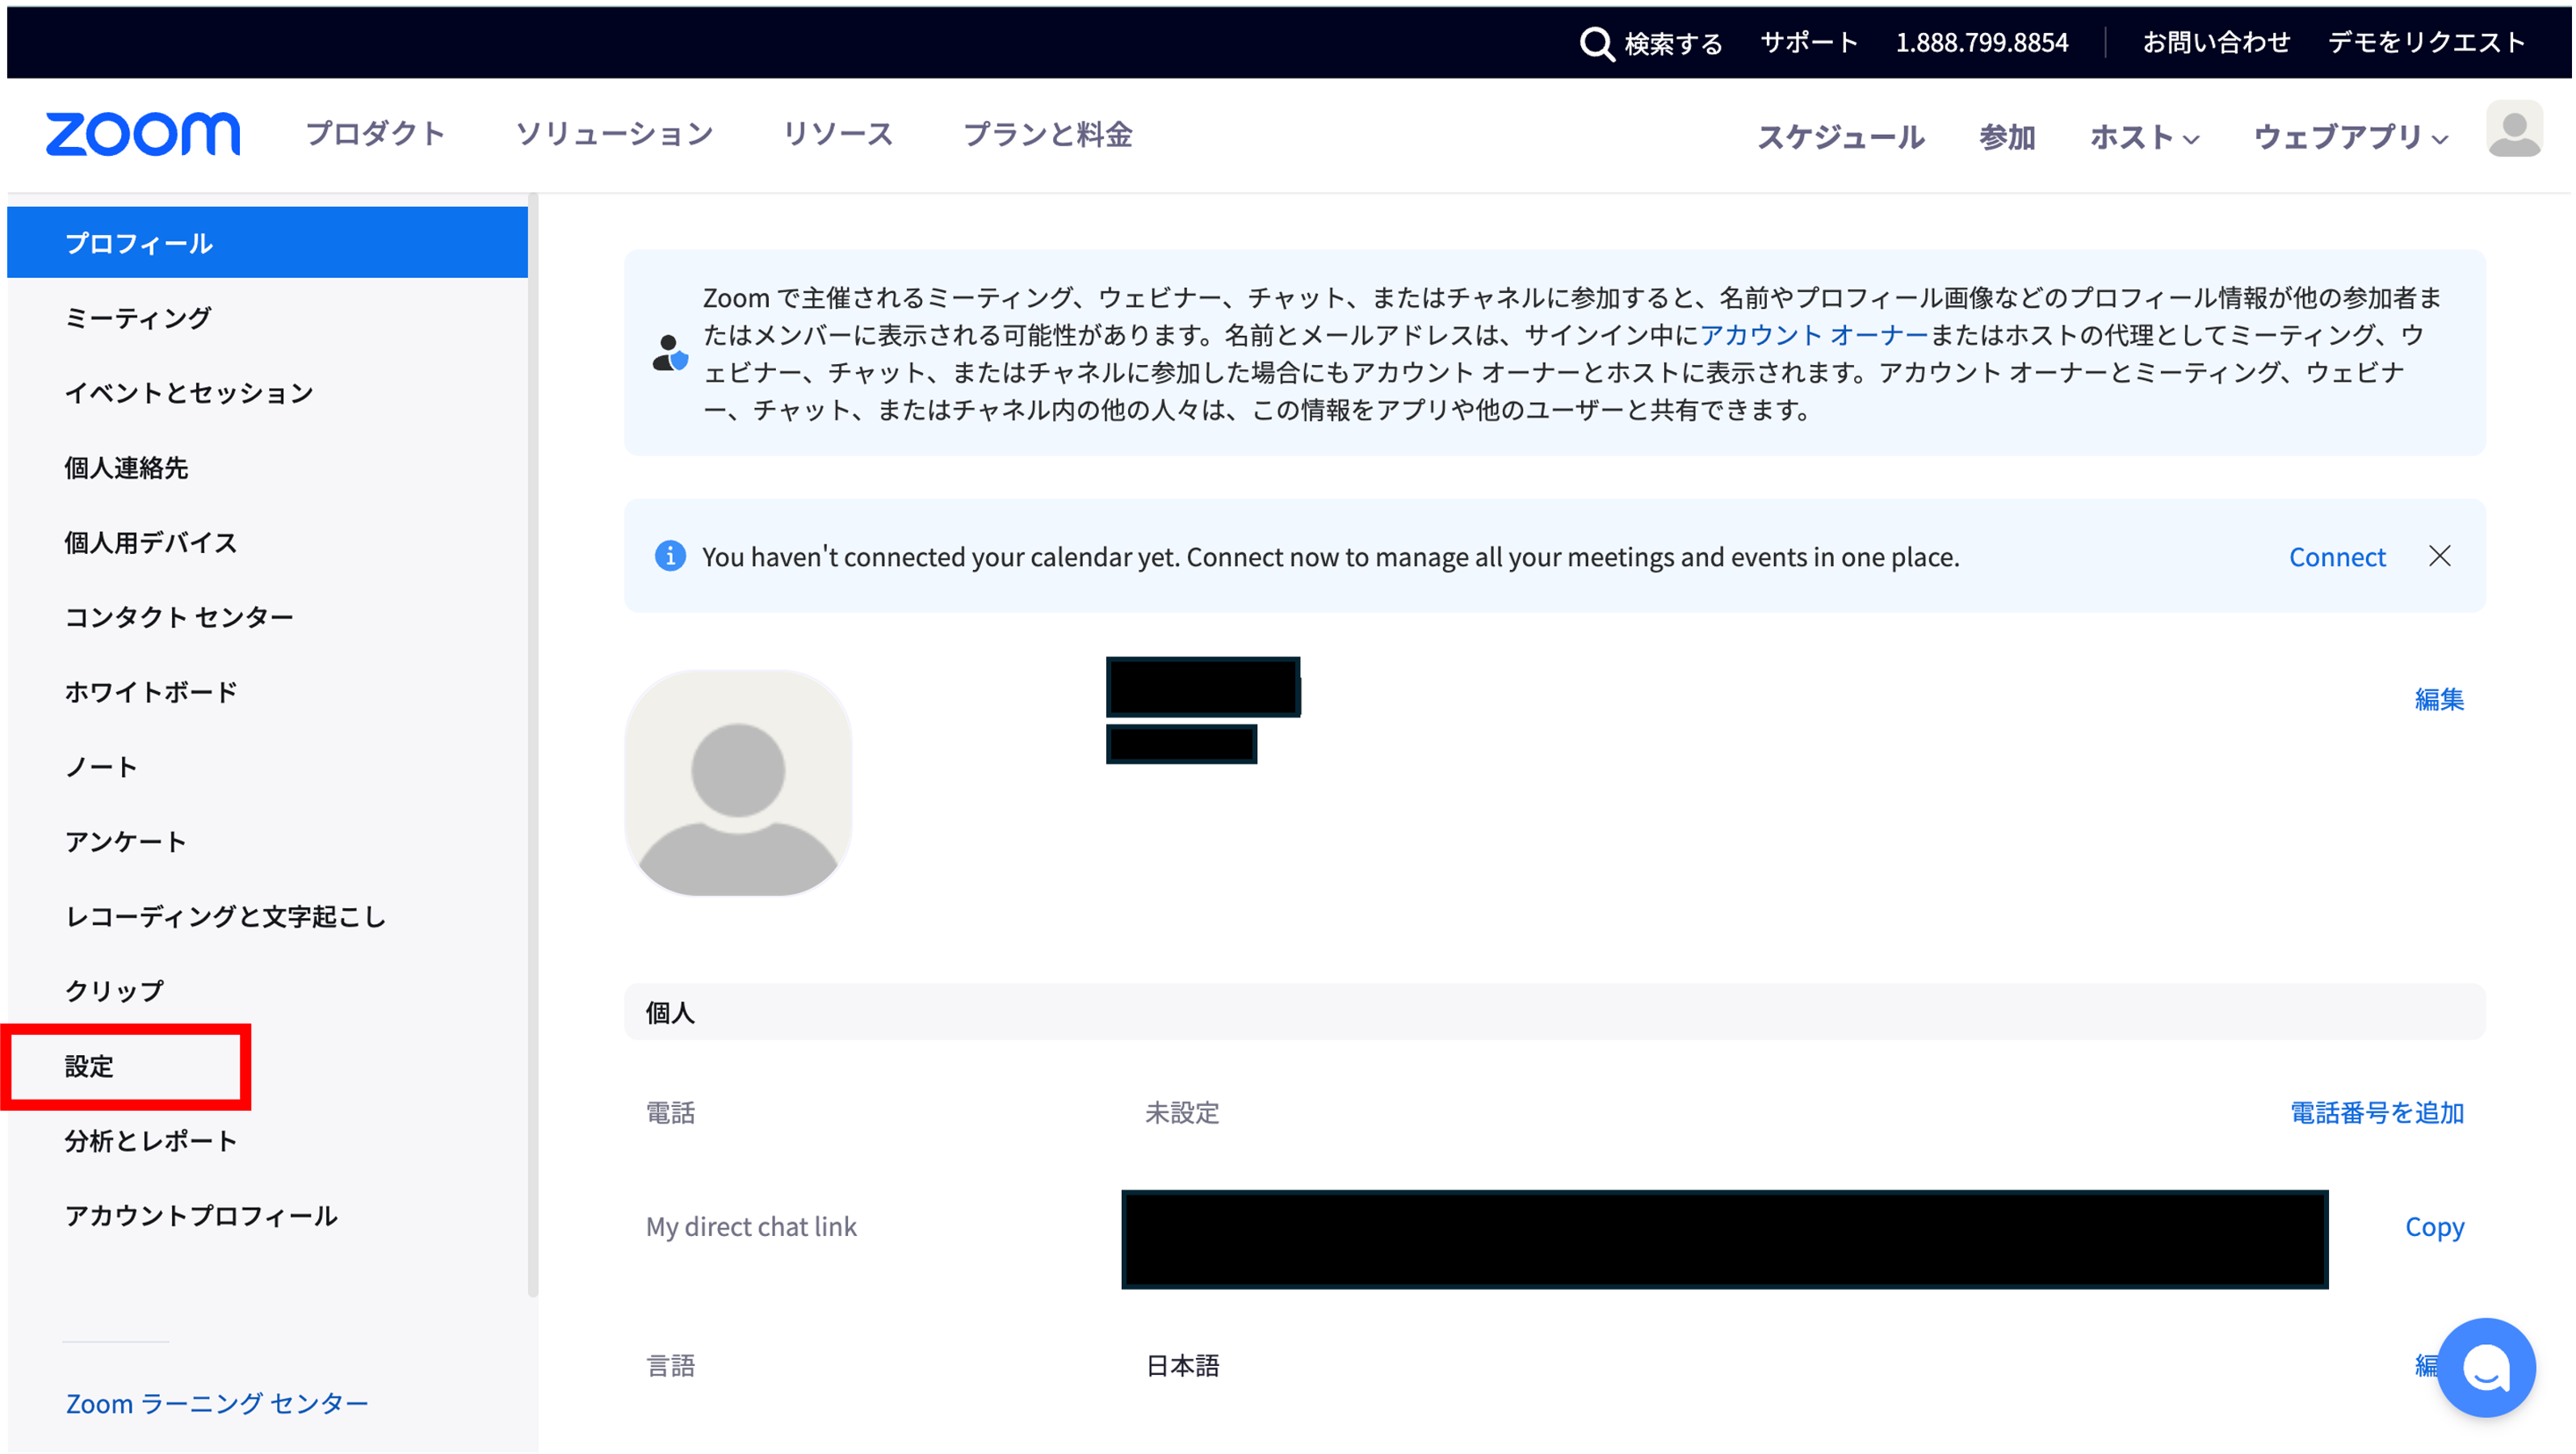 検索する サポート 1.888.799.8854 お問い合わせ デモをリクエスト
zoom プロダクト ソリューション リソース プランと料金 スケジュール 参加 ホスト ウェブアプリ
プロフィール
ミーティング
イベントとセッション
個人連絡先
個人用デバイス
コンタクト センター
ホワイトボード
ノート
アンケート
レコーディングと文字起こし
クリップ
設定
分析とレポート
アカウントプロフィール
Zoom ラーニング センター
Zoom で主催されるミーティング、ウェビナー、チャット、またはチャネルに参加すると、名前やプロフィール画像などのプロフィール情報が他の参加者ま
たはメンバーに表示される可能性があります。名前とメールアドレスは、サインイン中にアカウント オーナーまたはホストの代理としてミーティング、ウ
ェビナー、チャット、またはチャネルに参加した場合にもアカウント オーナーとホストに表示されます。アカウント オーナーとミーティング、ウェビナ
ー、チャット、またはチャネル内の他の人々は、この情報をアプリや他のユーザーと共有できます。
You haven't connected your calendar yet. Connect now to manage all your meetings and events in one place. Connect
編集
個人
電話 未設定 電話番号を追加
My direct chat link Copy
言語 日本語 編